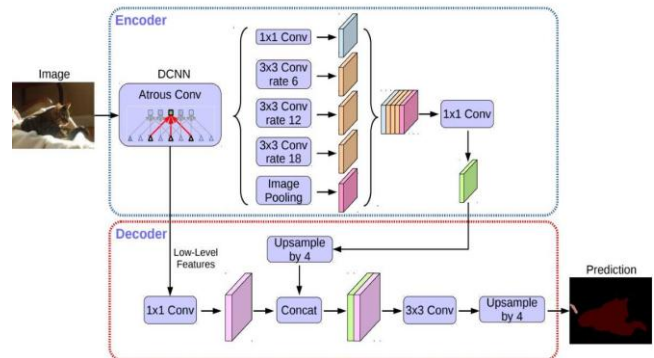 Encoder
Image
DCNN
Atrous Conv
1x1 Conv
3x3 Conv
rate 6
3x3 Conv
rate 12
3x3 Conv
rate 18
Image
Pooling
1x1 Conv
Decoder
Low-Level
Features
Upsample
by 4
1x1 Conv
Concat
3x3 Conv
Upsample
by 4
Prediction